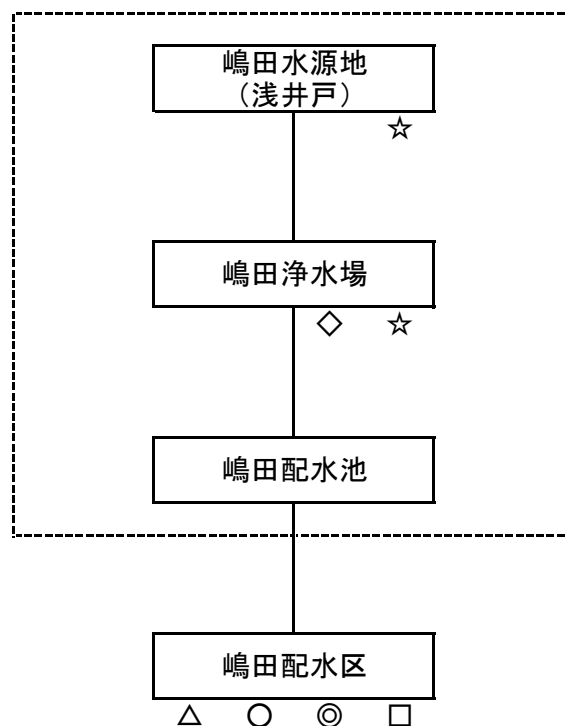 嶋田水源地
（浅井戸）
☆
嶋田浄水場
◇ ☆
嶋田配水池
嶋田配水区
△ ○ ◎ □